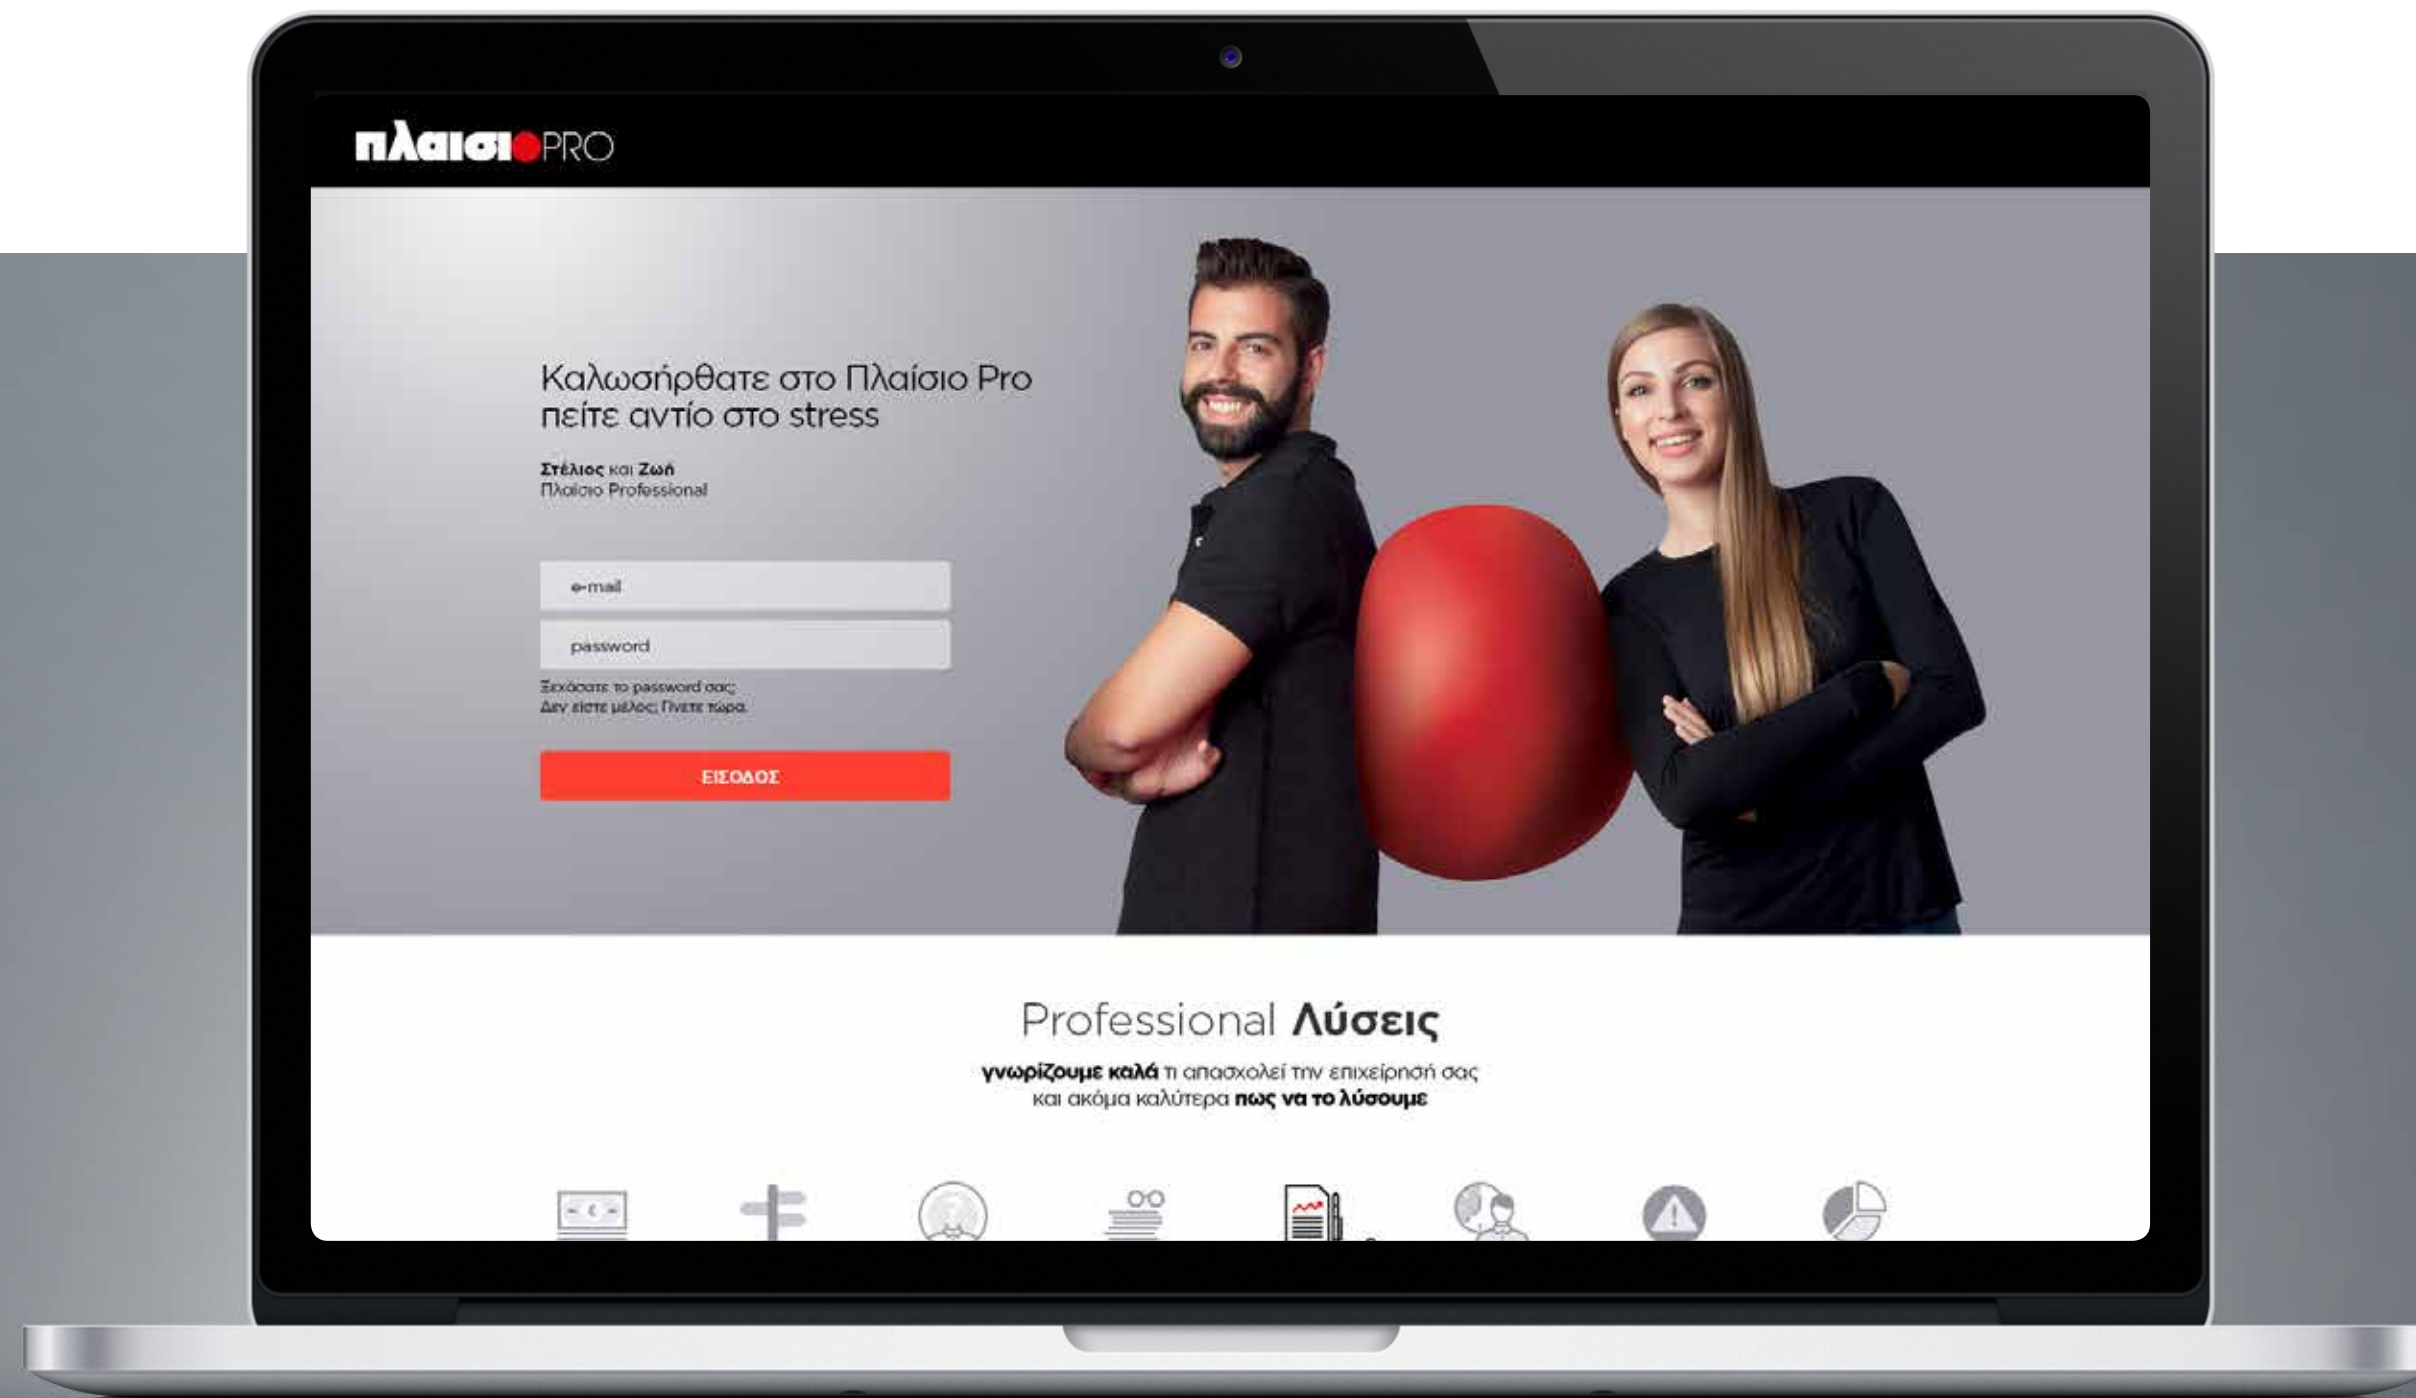 πλαισιο PRO
Καλωσήρθατε στο Πλαίσιο Pro
πείτε αντίο στο stress
Στέλιος και Ζωή
Πλαίσιο Professional
e-mail
password
Ξεχάσατε το password σας;
Δεν είστε μέλος; Γίνετε τώρα.
ΕΙΣΟΔΟΣ
Professional Λύσεις
γνωρίζουμε καλά τι απασχολεί την επιχείρησή σας
και ακόμα καλύτερα πως να το λύσουμε